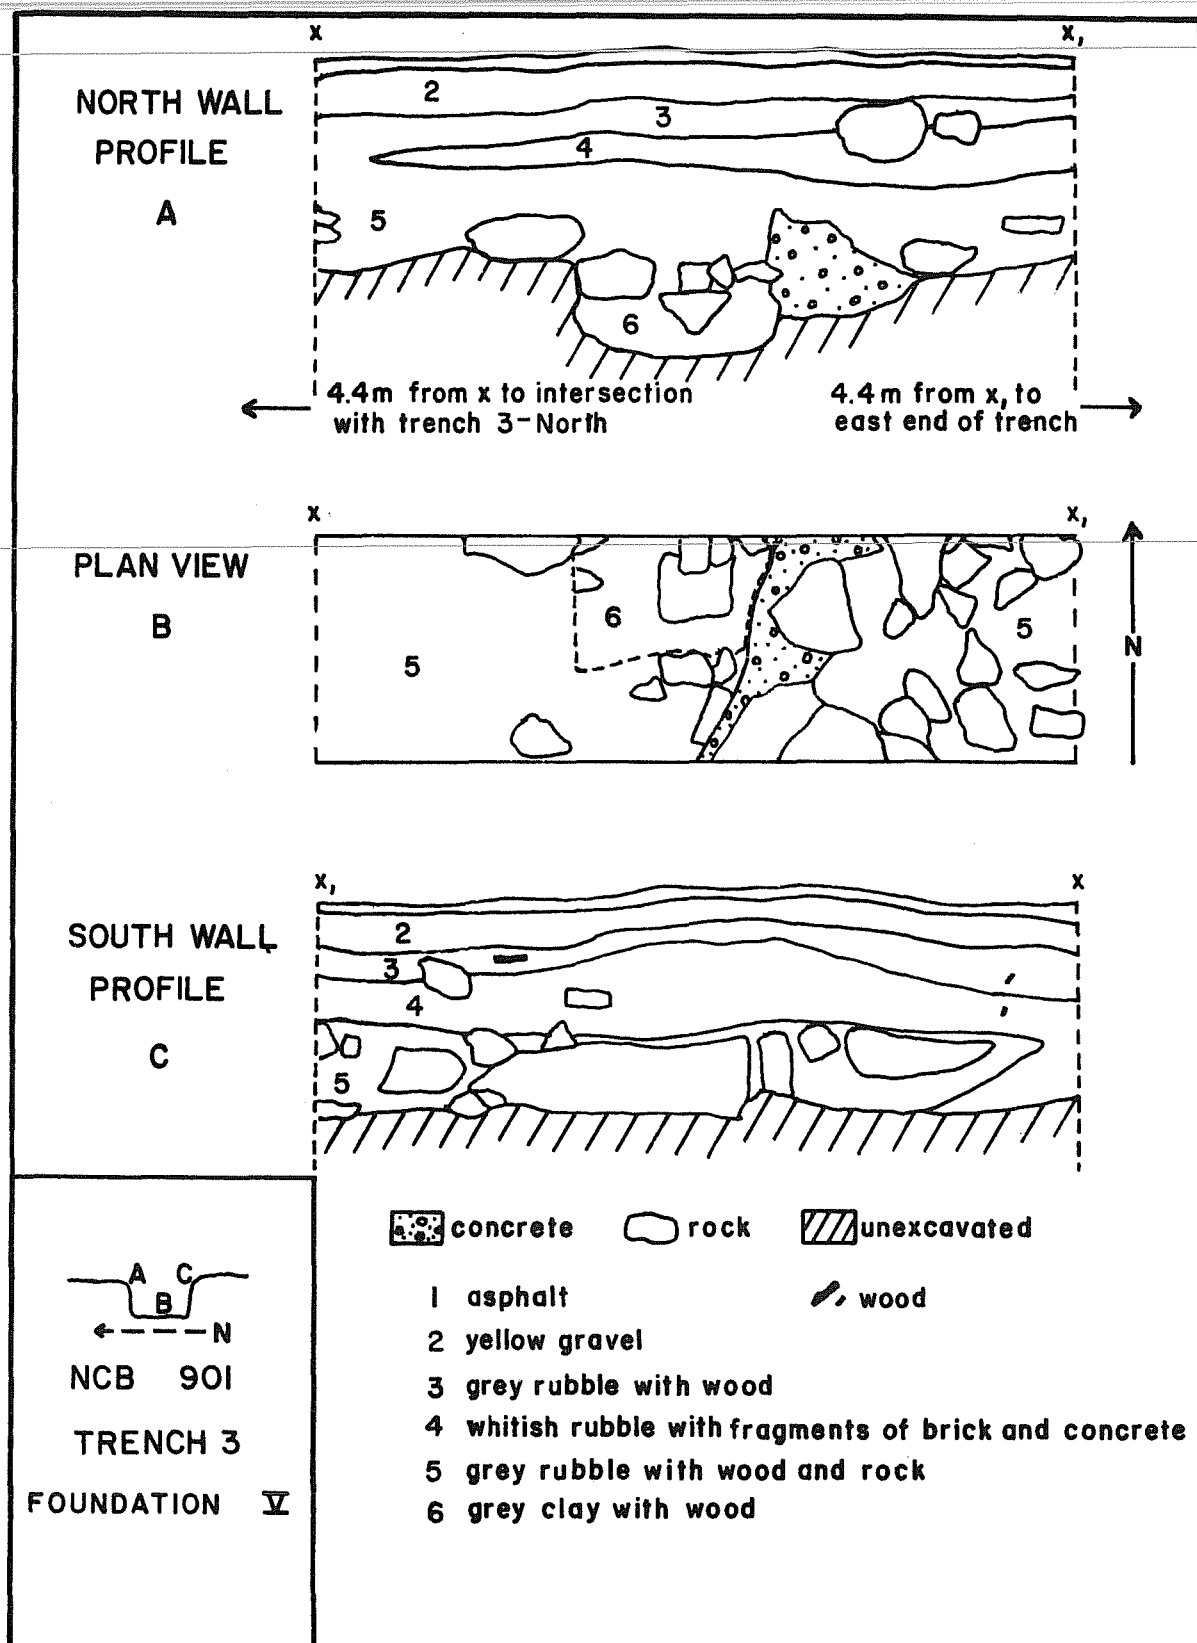 x x,
NORTH WALL
PROFILE
A
2
3
4
5
6
4.4m from x to intersection
with trench 3-North
4.4m from x, to
east end of trench
x x,
PLAN VIEW
B
6
5
5
N
x, x
SOUTH WALL
PROFILE
C
2
3
4
5
concrete rock unexcavated
1 asphalt wood
2 yellow gravel
3 grey rubble with wood
4 whitish rubble with fragments of brick and concrete
5 grey rubble with wood and rock
6 grey clay with wood
A C
B
N
NCB 901
TRENCH 3
FOUNDATION V